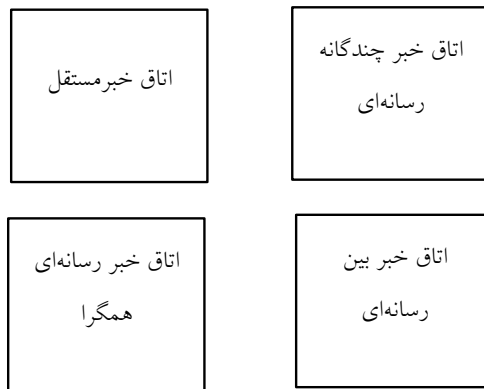 اتاق خبر چندگانه
رسانه‌ای
اتاق خبرمستقل
اتاق خبر بین
رسانه‌ای
اتاق خبر رسانه‌ای
همگرا